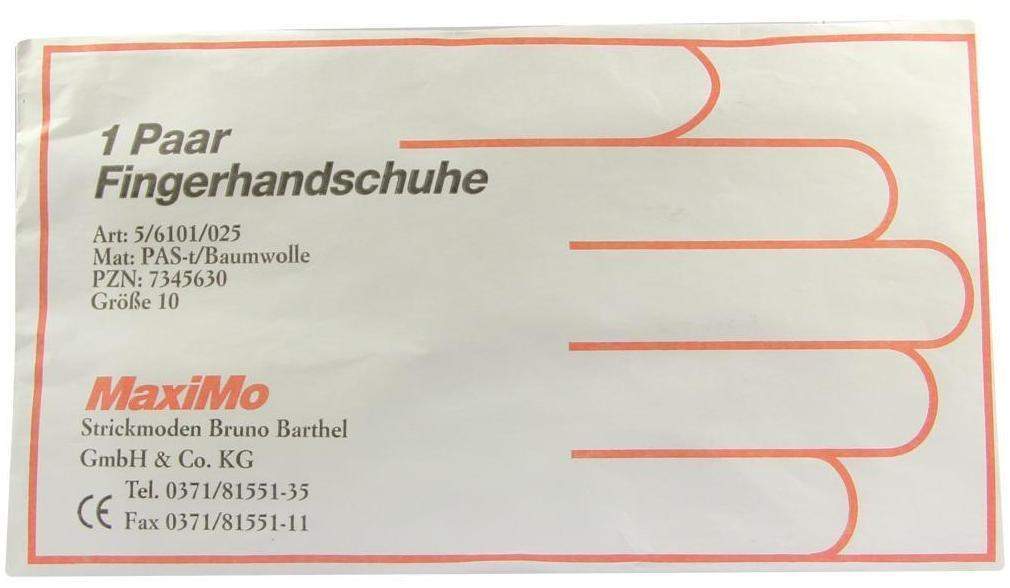 1 Paar
Fingerhandschuhe
Art: 5/6101/025
Mat: PAS-t/Baumwolle
PZN: 7345630
Größe 10
MaxiMo
Strickmoden Bruno Barthel
GmbH & Co. KG
Tel. 0371/81551-35
CE Fax 0371/81551-11